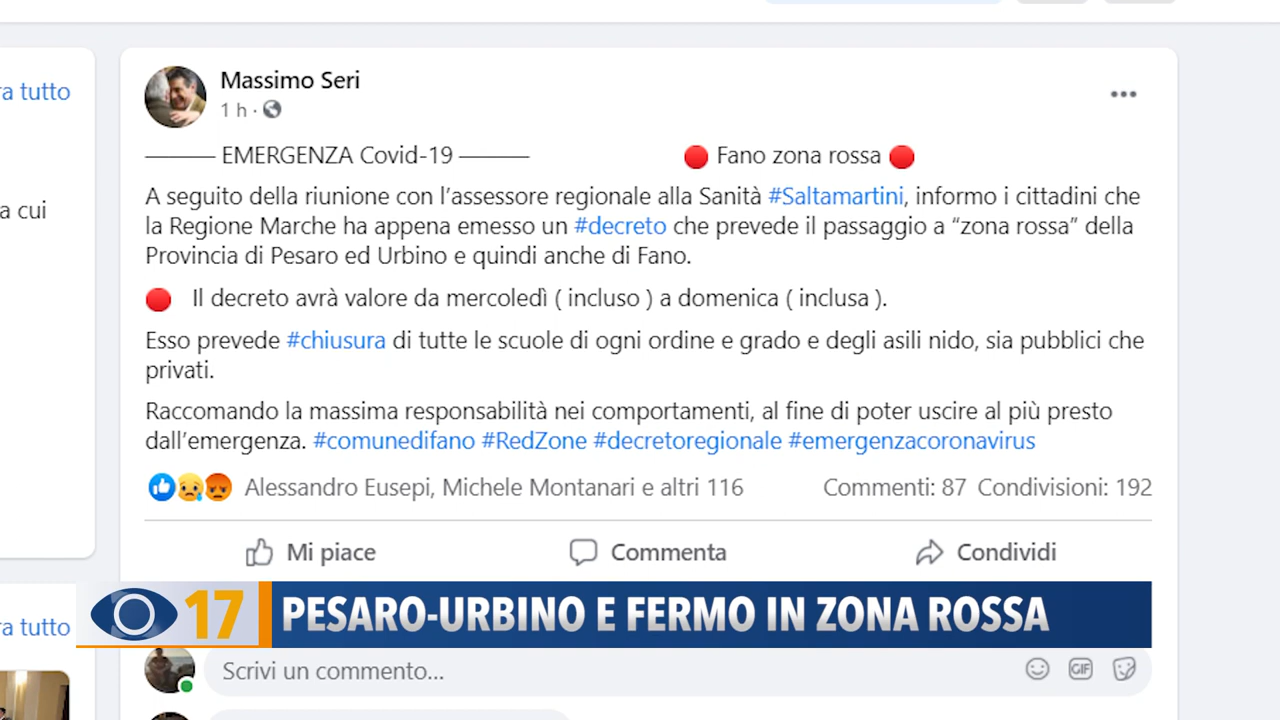 ra tutto
a cui
ra tutto
Massimo Seri
1 h ·
——— EMERGENZA Covid-19 ——— 🔴 Fano zona rossa 🔴
A seguito della riunione con l'assessore regionale alla Sanità #Saltamartini, informo i cittadini che
la Regione Marche ha appena emesso un #decreto che prevede il passaggio a “zona rossa” della
Provincia di Pesaro ed Urbino e quindi anche di Fano.
🔴 Il decreto avrà valore da mercoledì ( incluso ) a domenica ( inclusa ).
Esso prevede #chiusura di tutte le scuole di ogni ordine e grado e degli asili nido, sia pubblici che
privati.
Raccomando la massima responsabilità nei comportamenti, al fine di poter uscire al più presto
dall'emergenza. #comunedifano #RedZone #decretoregionale #emergenzacoronavirus
Alessandro Eusepi, Michele Montanari e altri 116 Commenti: 87 Condivisioni: 192
Mi piace Commenta Condividi
17 PESARO-URBINO E FERMO IN ZONA ROSSA
Scrivi un commento... GIF